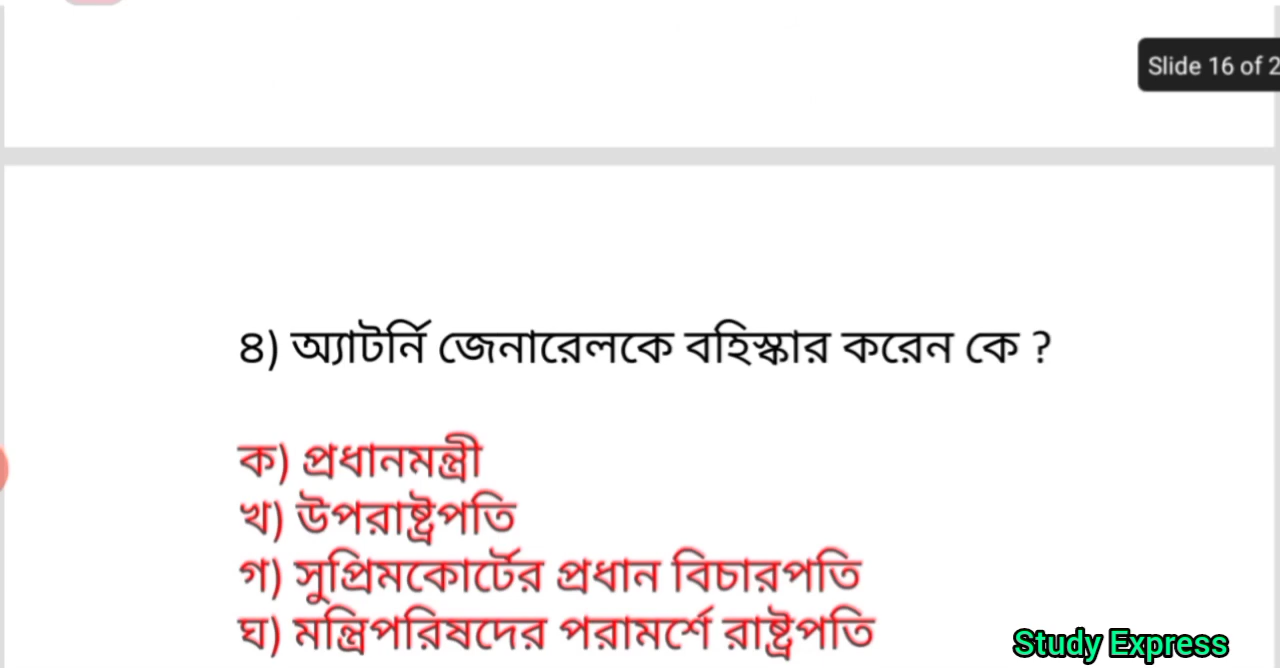 Slide 16 of 2
৪) অ্যাটর্নি জেনারেলকে বহিস্কার করেন কে ?
ক) প্রধানমন্ত্রী
খ) উপরাষ্ট্রপতি
গ) সুপ্রিমকোর্টের প্রধান বিচারপতি
ঘ) মন্ত্রিপরিষদের পরামর্শে রাষ্ট্রপতি
Study Express